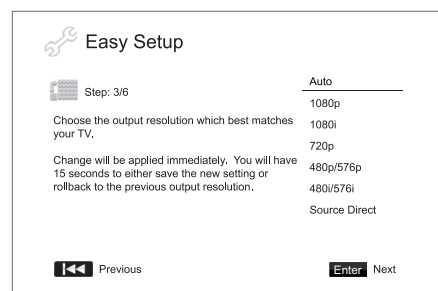 Easy Setup
Step: 3/6
Choose the output resolution which best matches
your TV.
Change will be applied immediately. You will have
15 seconds to either save the new setting or
rollback to the previous output resolution.
Auto
1080p
1080i
720p
480p/576p
480i/576i
Source Direct
Previous
Enter Next